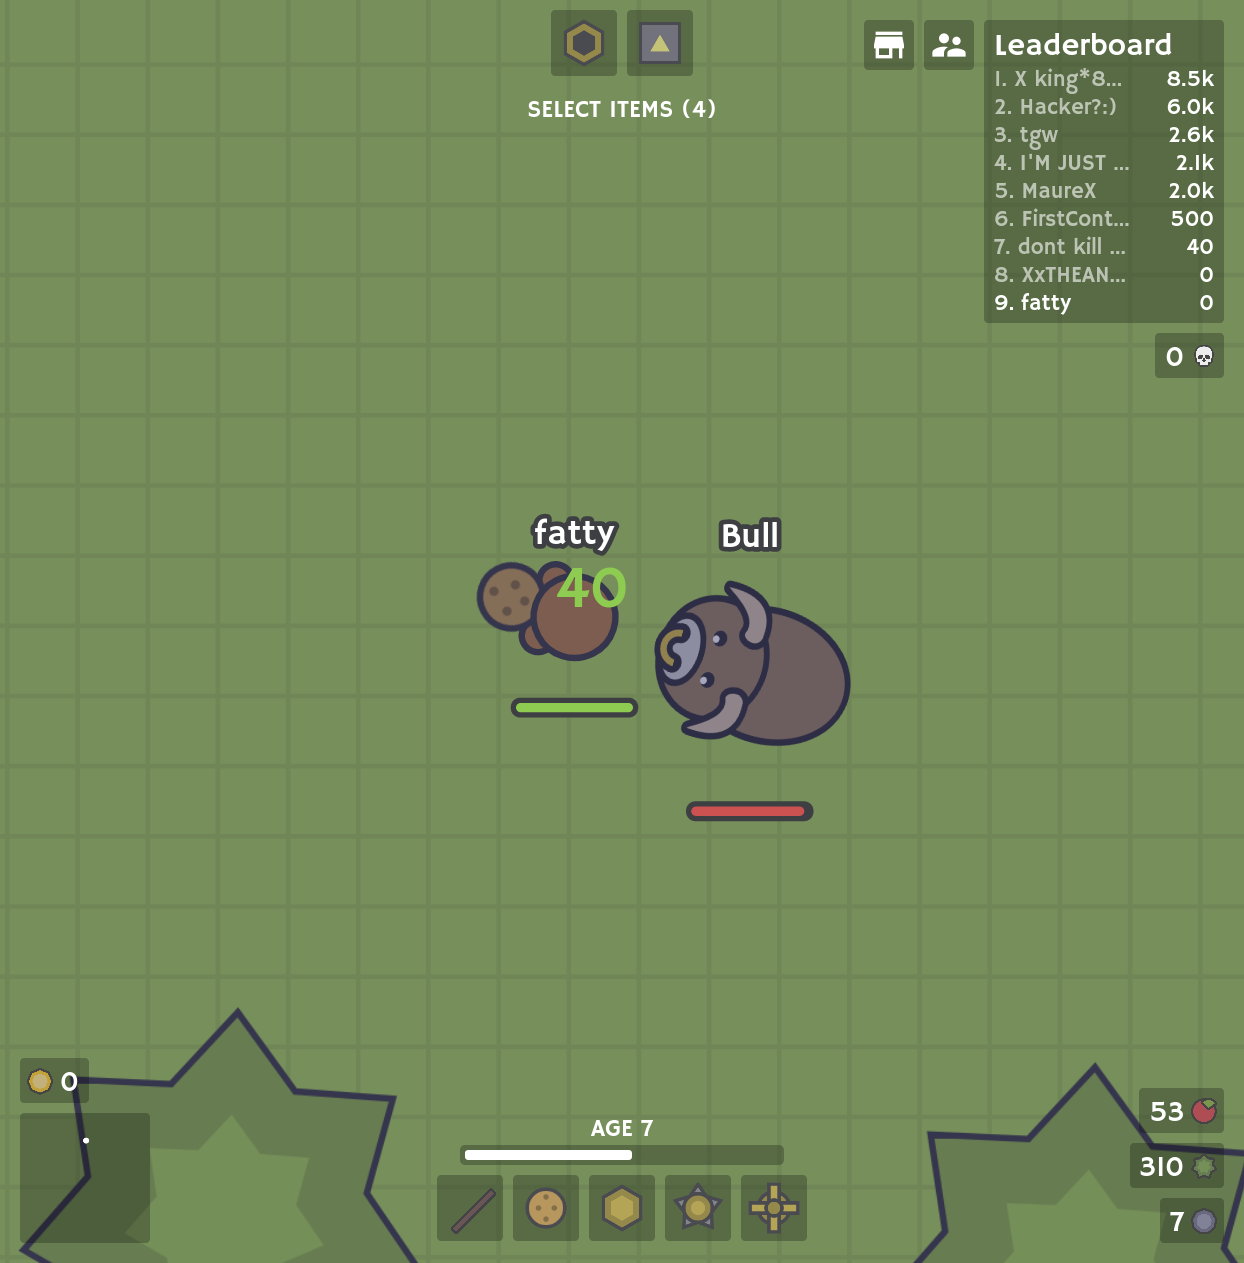 SELECT ITEMS (4)
Leaderboard
1. X king*8... 8.5k
2. Hacker?:) 6.0k
3. tgw 2.6k
4. I'M JUST ... 2.1k
5. MaureX 2.0k
6. FirstCont... 500
7. dont kill ... 40
8. XxTHEAN... 0
9. fatty 0
0
fatty
Bull
40
0
AGE 7
53
310
7